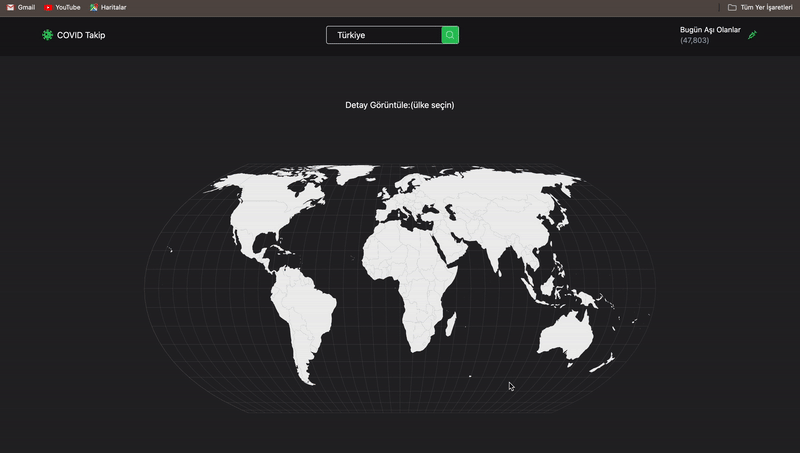 Gmail
YouTube
Haritalar
Tüm Yer İşaretleri
COVID Takip
Türkiye
Bugün Aşı Olanlar
(47,803)
Detay Görüntüle:(ülke seçin)